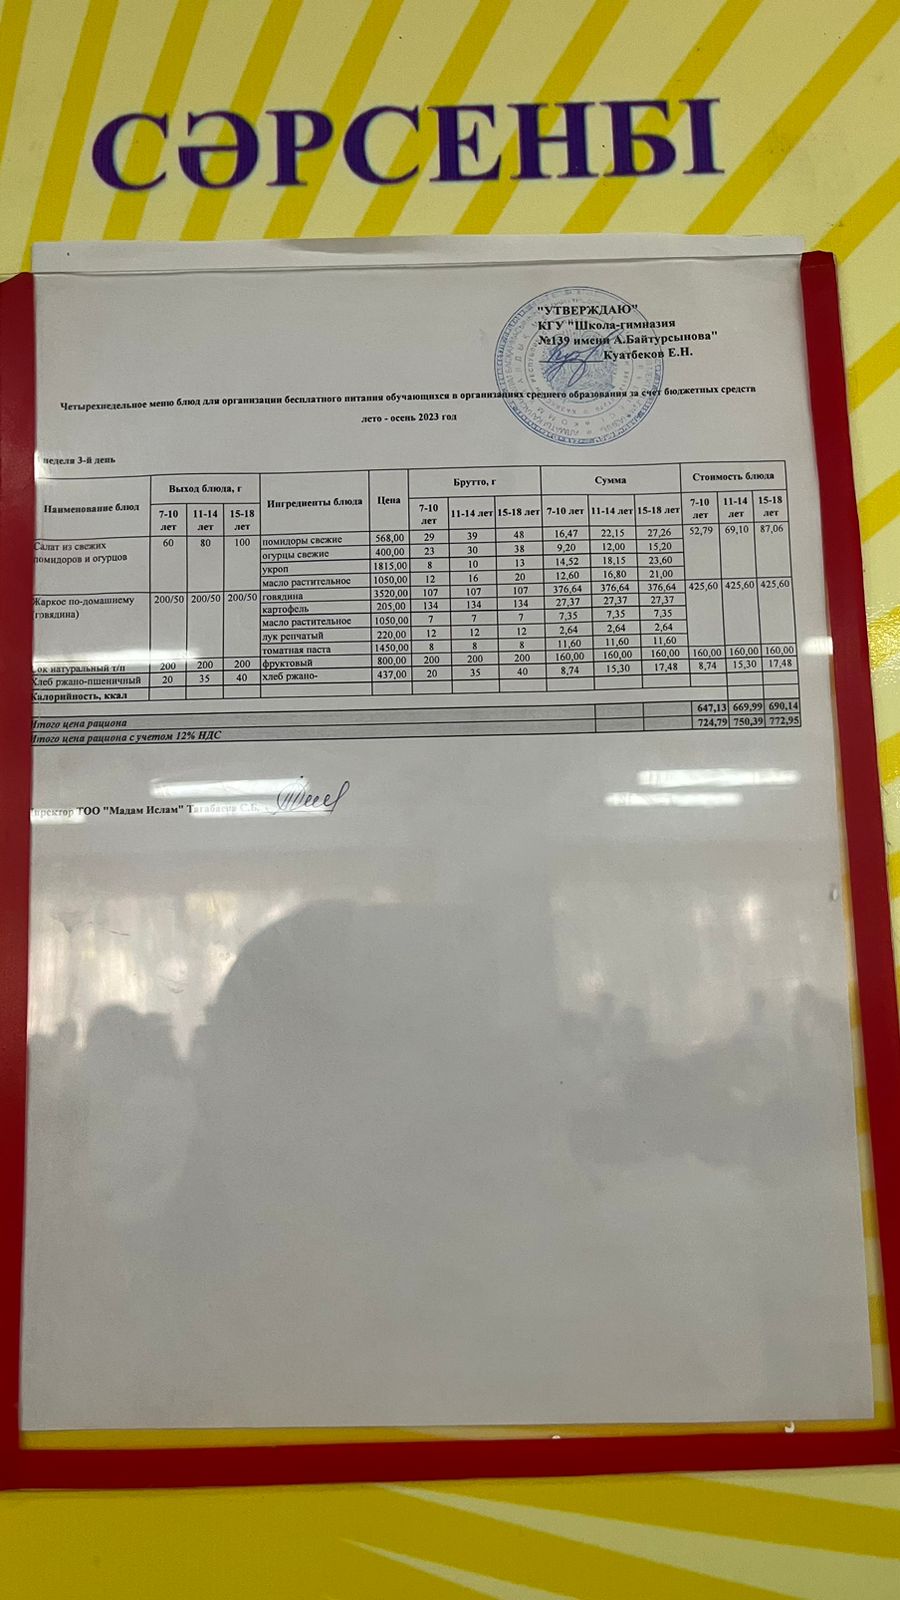 СӘРСЕНБІ
"УТВЕРЖДАЮ"
КГУ "Школа-гимназия
№139 имени А.Байтурсынова"
Куатбеков Е.Н.
Четырехнедельное меню блюд для организации бесплатного питания обучающихся в организациях среднего образования за счет бюджетных средств
лето - осень 2023 год
неделя 3-й день
Наименование блюд Выход блюда, г Ингредиенты блюда Цена Брутто, г Сумма Стоимость блюда
7-10 лет 11-14 лет 15-18 лет 7-10 лет 11-14 лет 15-18 лет 7-10 лет 11-14 лет 15-18 лет 7-10 лет 11-14 лет 15-18 лет
Салат из свежих помидоров и огурцов 60 80 100 помидоры свежие 568,00 29 39 48 16,47 22,15 27,26 52,79 69,10 87,06
огурцы свежие 400,00 23 30 38 9,20 12,00 15,20
укроп 1815,00 8 10 13 14,52 18,15 23,60
масло растительное 1050,00 12 16 20 12,60 16,80 21,00
Жаркое по-домашнему (говядина) 200/50 200/50 200/50 говядина 3520,00 107 107 107 376,64 376,64 376,64 425,60 425,60 425,60
картофель 205,00 134 134 134 27,37 27,37 27,37
масло растительное 1050,00 7 7 7 7,35 7,35 7,35
лук репчатый 220,00 12 12 12 2,64 2,64 2,64
томатная паста 1450,00 8 8 8 11,60 11,60 11,60
Сок натуральный т/п 200 200 200 фруктовый 800,00 200 200 200 160,00 160,00 160,00 160,00 160,00 160,00
Хлеб ржано-пшеничный 20 35 40 хлеб ржано- 437,00 20 35 40 8,74 15,30 17,48 8,74 15,30 17,48
Калорийность, ккал
Итого цена рациона 647,13 669,99 690,14
Итого цена рациона с учетом 12% НДС 724,79 750,39 772,95
Директор ТОО "Мадам Ислам" Тагабаева С.Б.